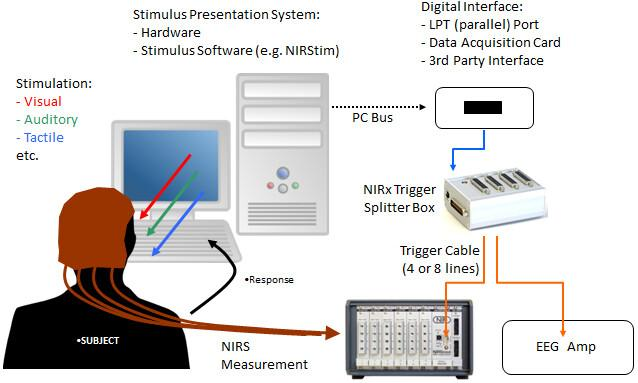 Stimulus Presentation System:
- Hardware
- Stimulus Software (e.g. NIRStim)
Digital Interface:
- LPT (parallel) Port
- Data Acquisition Card
- 3rd Party Interface
Stimulation:
- Visual
- Auditory
- Tactile
etc.
PC Bus
NIRx Trigger
Splitter Box
Trigger Cable
(4 or 8 lines)
•Response
•SUBJECT
NIRS
Measurement
EEG Amp